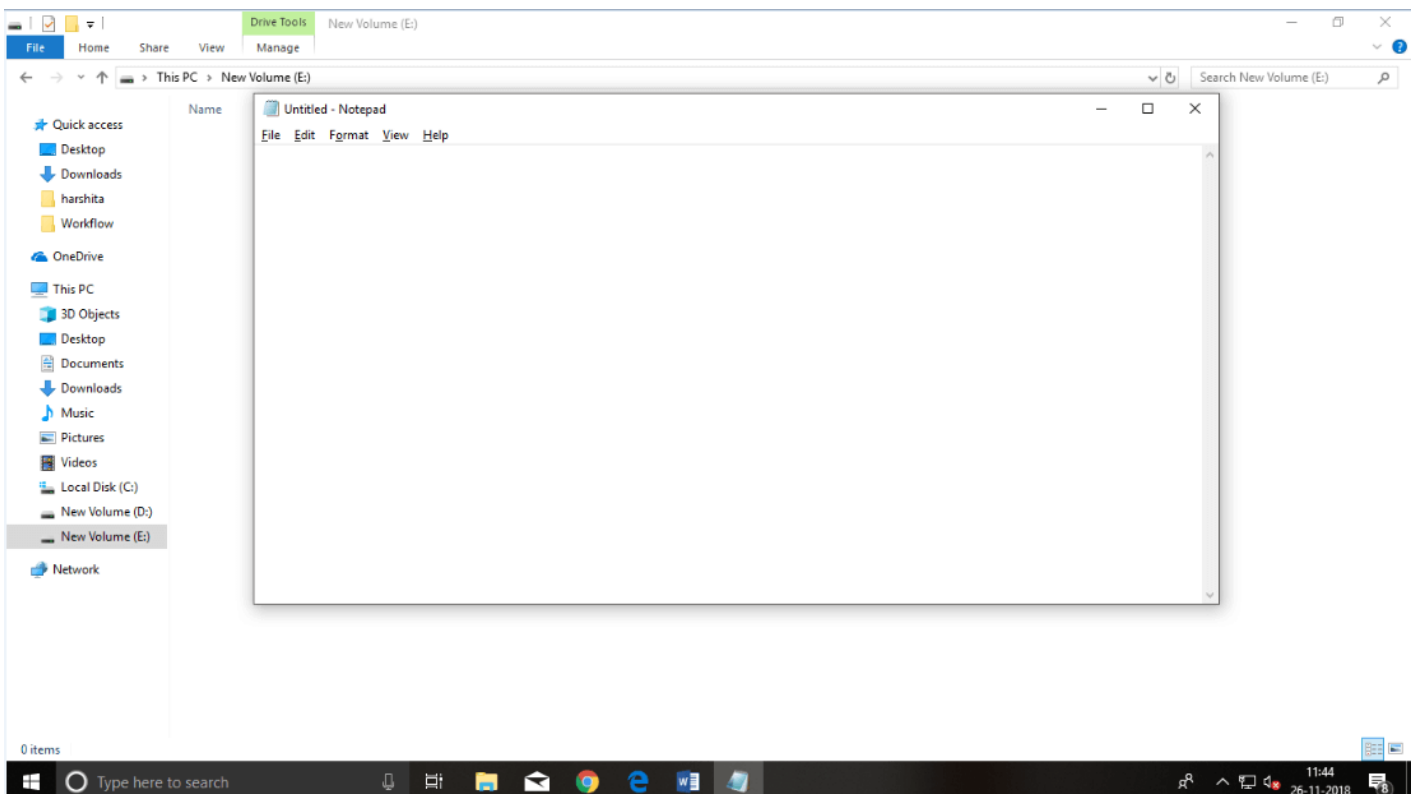 Drive Tools New Volume (E:)
File Home Share View Manage
This PC New Volume (E:) Search New Volume (E:)
Name
Untitled - Notepad
File Edit Format View Help
Quick access
Desktop
Downloads
harshita
Workflow
OneDrive
This PC
3D Objects
Desktop
Documents
Downloads
Music
Pictures
Videos
Local Disk (C:)
New Volume (D:)
New Volume (E:)
Network
0 items
Type here to search
11:44
26-11-2018
8